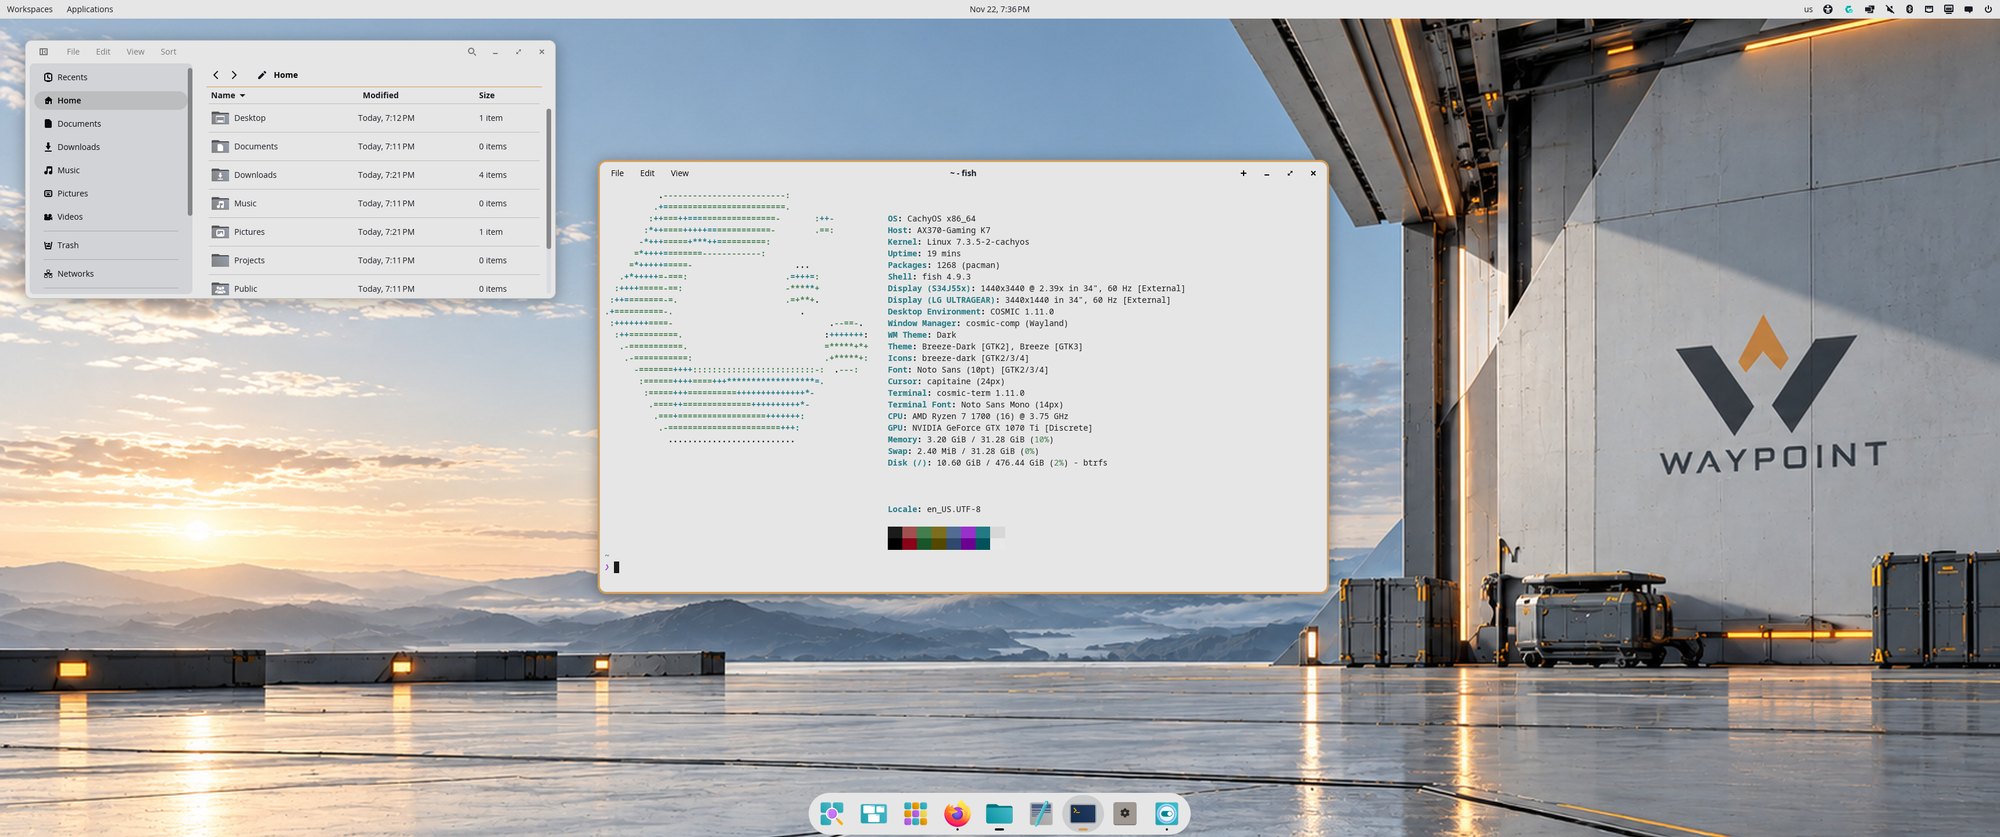 Workspaces Applications Nov 22, 7:36 PM us
File Edit View Sort
Recents
Home
Documents
Downloads
Music
Pictures
Videos
Trash
Networks
Home
Name Modified Size
Desktop Today, 7:12 PM 1 item
Documents Today, 7:11 PM 0 items
Downloads Today, 7:21 PM 4 items
Music Today, 7:11 PM 0 items
Pictures Today, 7:21 PM 1 item
Projects Today, 7:11 PM 0 items
Public Today, 7:11 PM 0 items
File Edit View ~ - fish
OS: CachyOS x86_64
Host: AX370-Gaming K7
Kernel: Linux 7.3.5-2-cachyos
Uptime: 19 mins
Packages: 1268 (pacman)
Shell: fish 4.9.3
Display (S34J55x): 1440x3440 @ 2.39x in 34", 60 Hz [External]
Display (LG ULTRAGEAR): 3440x1440 in 34", 60 Hz [External]
Desktop Environment: COSMIC 1.11.0
Window Manager: cosmic-comp (Wayland)
WM Theme: Dark
Theme: Breeze-Dark [GTK2], Breeze [GTK3]
Icons: breeze-dark [GTK2/3/4]
Font: Noto Sans (10pt) [GTK2/3/4]
Cursor: capitaine (24px)
Terminal: cosmic-term 1.11.0
Terminal Font: Noto Sans Mono (14px)
CPU: AMD Ryzen 7 1700 (16) @ 3.75 GHz
GPU: NVIDIA GeForce GTX 1070 Ti [Discrete]
Memory: 3.20 GiB / 31.28 GiB (10%)
Swap: 2.40 MiB / 31.28 GiB (0%)
Disk (/): 10.60 GiB / 476.44 GiB (2%) - btrfs
Locale: en_US.UTF-8
~
❯
WAYPOINT